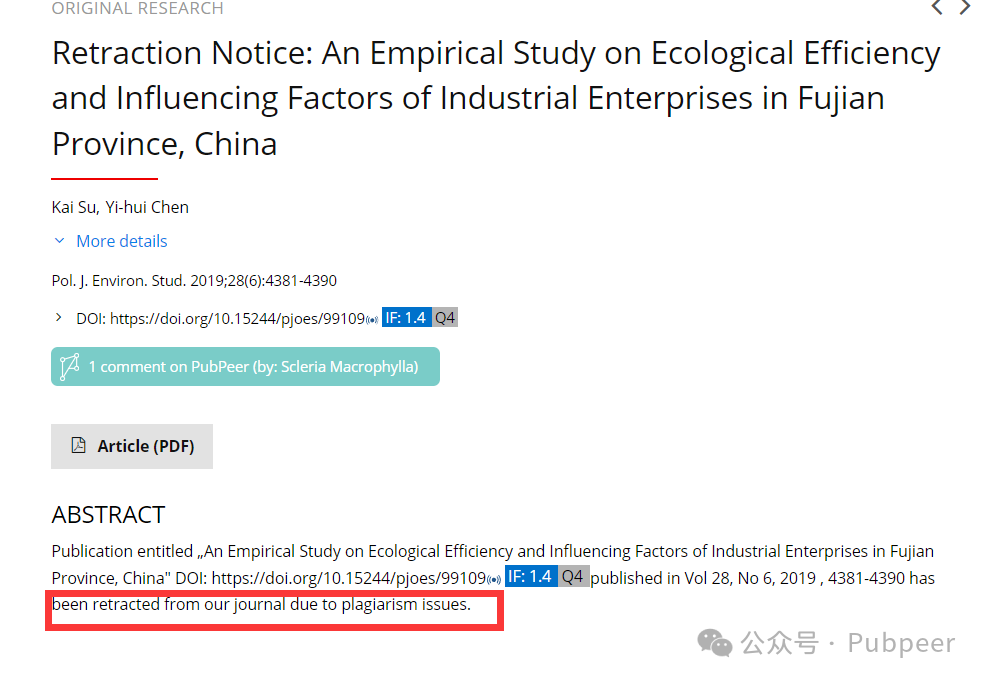 ORIGINAL RESEARCH
Retraction Notice: An Empirical Study on Ecological Efficiency
and Influencing Factors of Industrial Enterprises in Fujian
Province, China
Kai Su, Yi-hui Chen
More details
Pol. J. Environ. Stud. 2019;28(6):4381-4390
DOI: https://doi.org/10.15244/pjoes/99109 IF: 1.4 Q4
1 comment on PubPeer (by: Scleria Macrophylla)
Article (PDF)
ABSTRACT
Publication entitled „An Empirical Study on Ecological Efficiency and Influencing Factors of Industrial Enterprises in Fujian
Province, China" DOI: https://doi.org/10.15244/pjoes/99109 IF: 1.4 Q4 published in Vol 28, No 6, 2019 , 4381-4390 has
been retracted from our journal due to plagiarism issues.
公众号 · Pubpeer